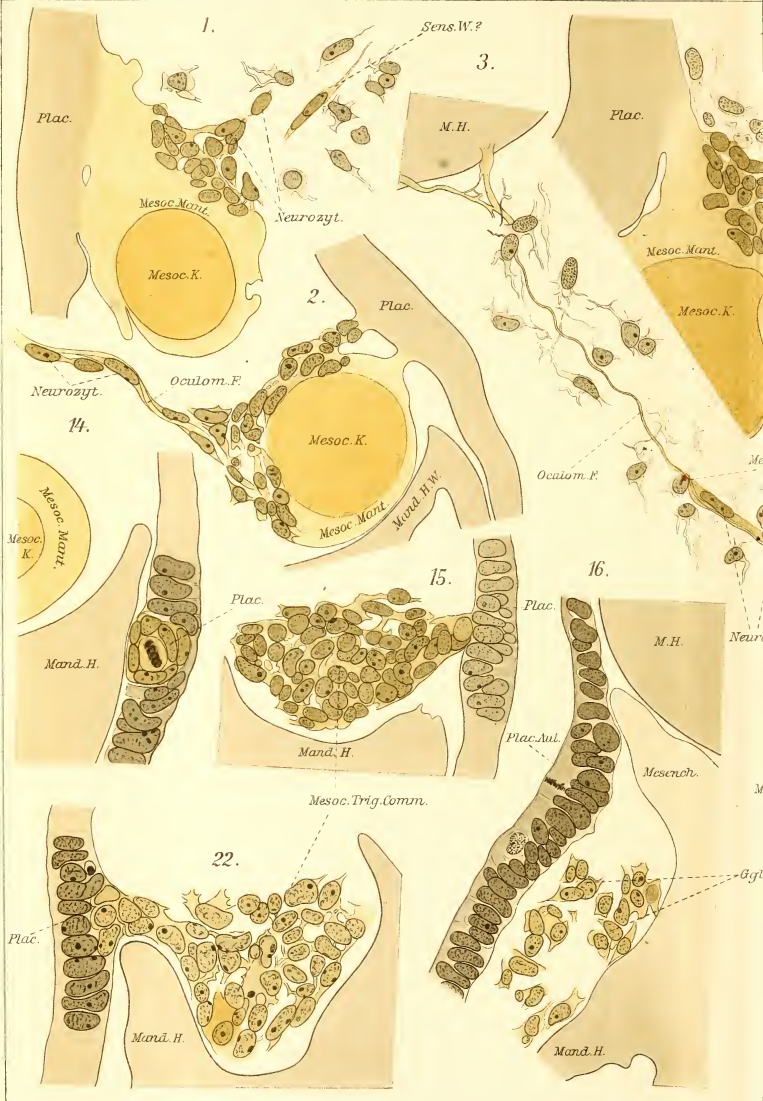 1.
Sens.W.?
3.
Plac.
Plac.
M.H.
Mesoc.Mant.
Neurozyt.
Mesoc.K.
Mesoc.Mant.
2.
Plac.
Mesoc.K.
Neurozyt.
Oculom.F.
14.
Mesoc.K.
Oculom.F.
Mesoc.Mant.
Mand.H.W.
Mesoc.Mant.
Mesoc.
K.
15.
16.
Plac.
Plac.
Mand.H.
M.H.
Plac.Aul.
Mand.H.
Mesench.
Mesoc.Trig.Comm.
22.
Plac.
Mand.H.
Mand.H.